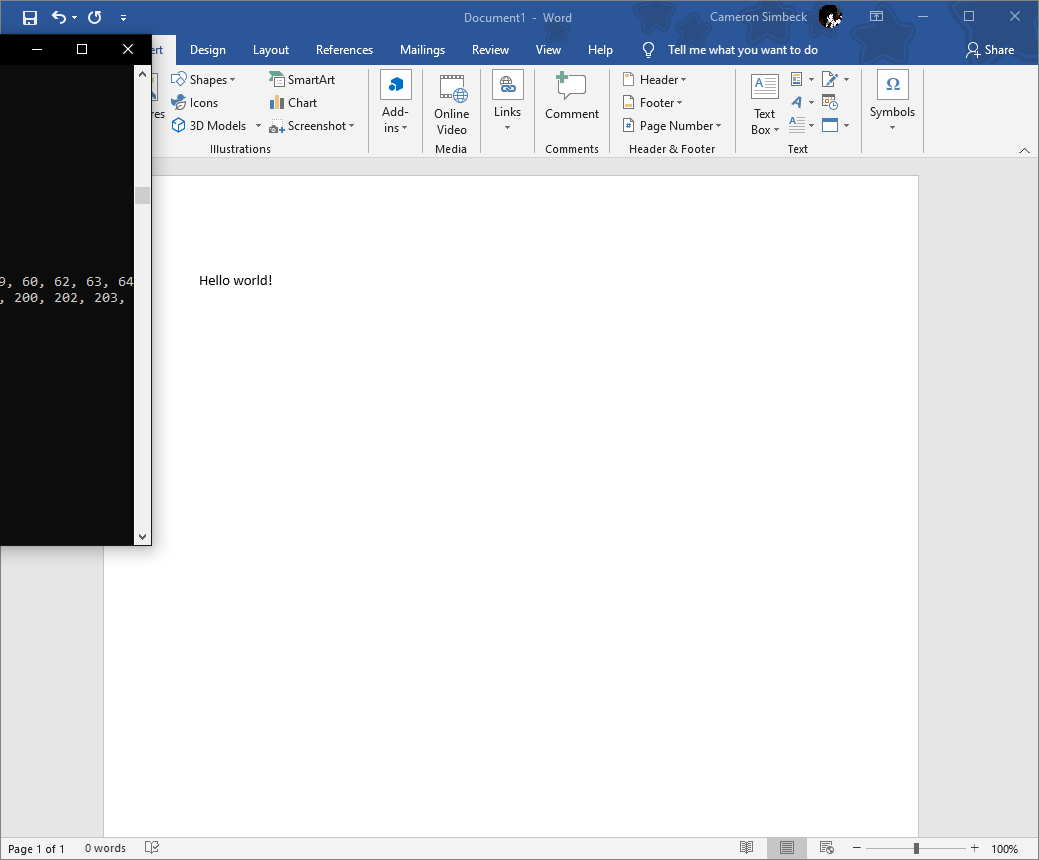 Document1 - Word
Cameron Simbeck
Design Layout References Mailings Review View Help Tell me what you want to do Share
Shapes
Icons
3D Models
SmartArt
Chart
Screenshot
Illustrations
Add-
ins
Online
Video
Media
Links
Comment
Comments
Header
Footer
Page Number
Header & Footer
Text
Box
Text
Symbols
Hello world!
9, 60, 62, 63, 64
, 200, 202, 203,
Page 1 of 1 0 words 100%